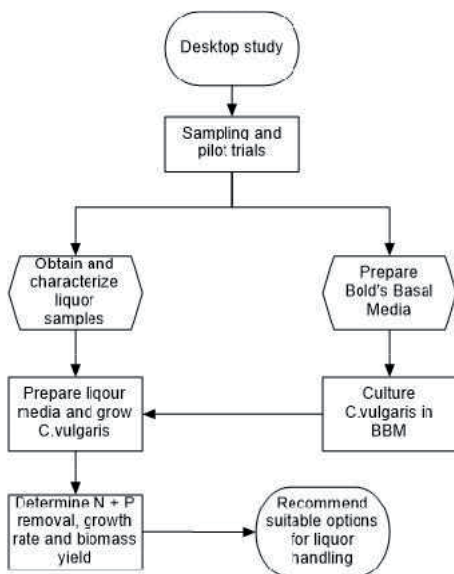 Desktop study
Sampling and
pilot trials
Obtain and
characterize
liquor
samples
Prepare
Bold's Basal
Media
Prepare liqour
media and grow
C.vulgaris
Culture
C.vulgaris in
BBM
Determine N + P
removal, growth
rate and biomass
yield
Recommend
suitable options
for liquor
handling